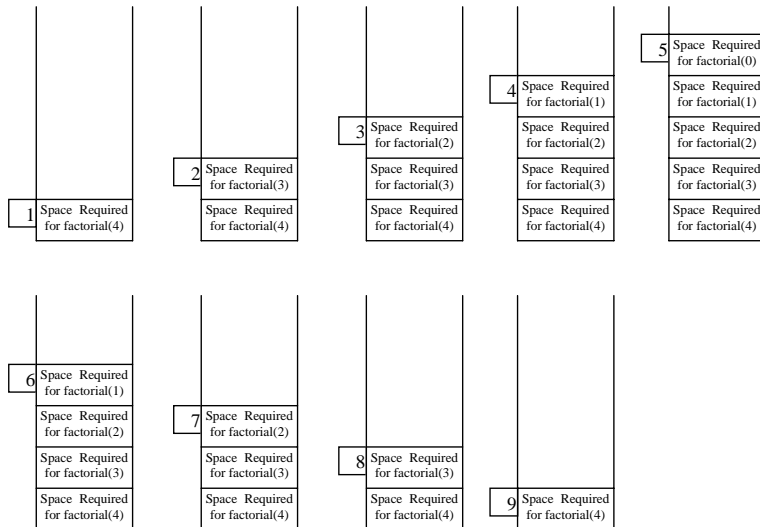 5
Space Required
for factorial(0)
4
Space Required
for factorial(1)
Space Required
for factorial(1)
3
Space Required
for factorial(2)
Space Required
for factorial(2)
Space Required
for factorial(2)
2
Space Required
for factorial(3)
Space Required
for factorial(3)
Space Required
for factorial(3)
Space Required
for factorial(3)
1
Space Required
for factorial(4)
Space Required
for factorial(4)
Space Required
for factorial(4)
Space Required
for factorial(4)
Space Required
for factorial(4)
6
Space Required
for factorial(1)
Space Required
for factorial(2)
7
Space Required
for factorial(2)
Space Required
for factorial(3)
Space Required
for factorial(3)
8
Space Required
for factorial(3)
Space Required
for factorial(4)
Space Required
for factorial(4)
Space Required
for factorial(4)
9
Space Required
for factorial(4)